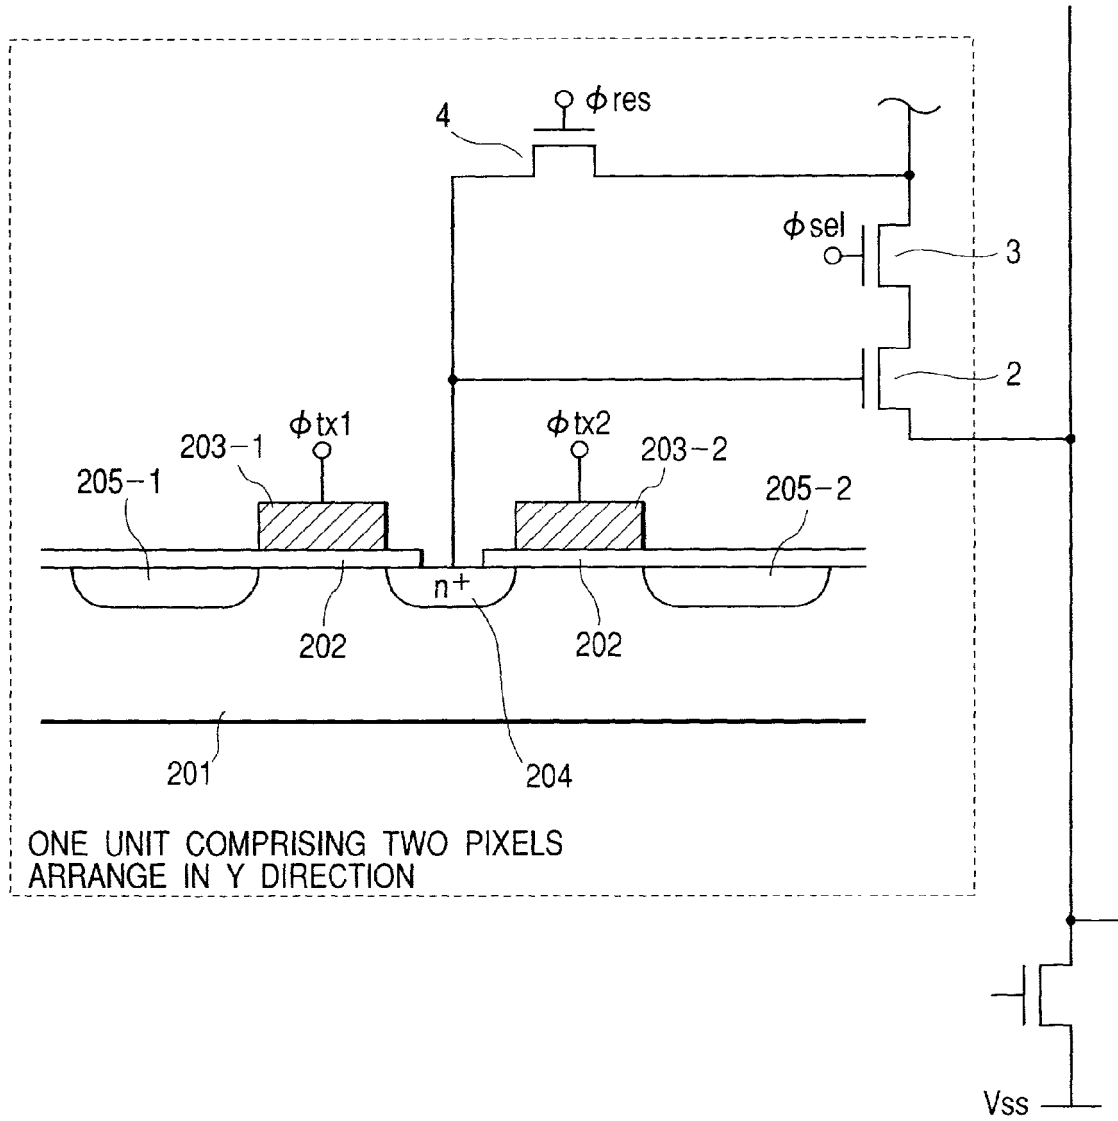 4
ϕres
ϕsel
3
2
ϕtx1
ϕtx2
203-1
203-2
205-1
205-2
n+
202
202
201
204
ONE UNIT COMPRISING TWO PIXELS
ARRANGE IN Y DIRECTION
Vss